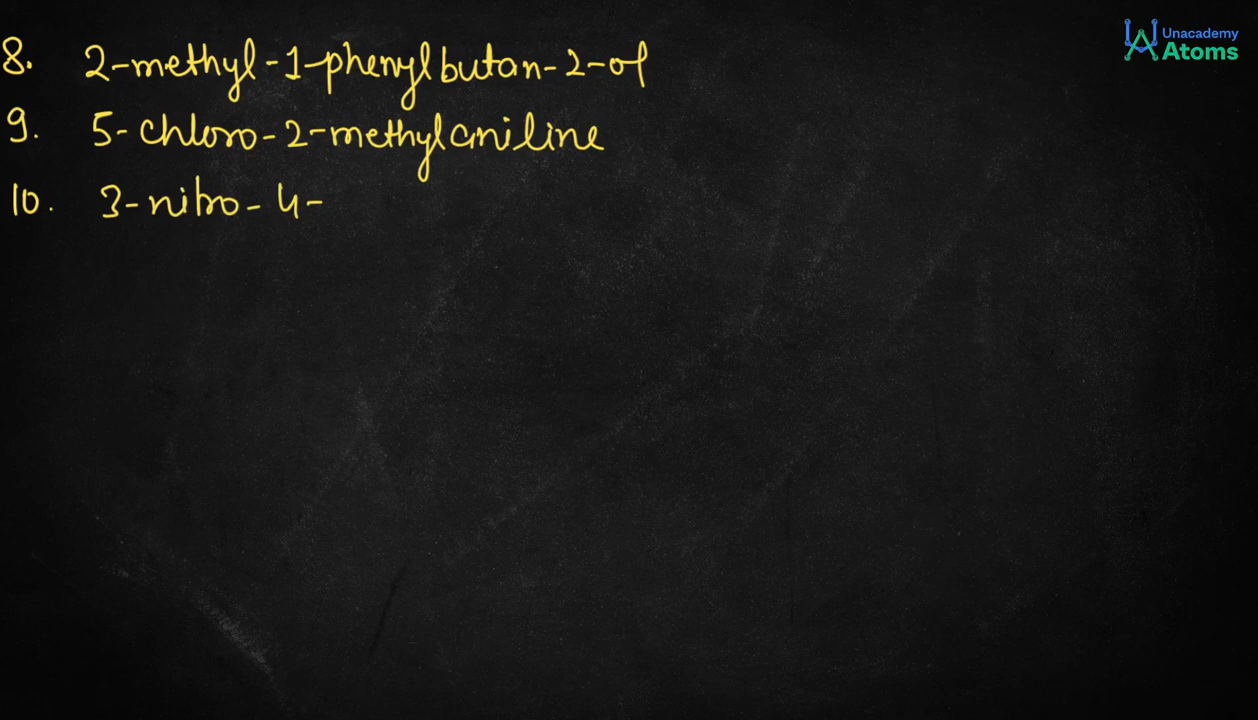 Unacademy
Atoms
8. 2-methyl-1-phenylbutan-2-ol
9. 5-chloro-2-methylaniline
10. 3-nitro-4-